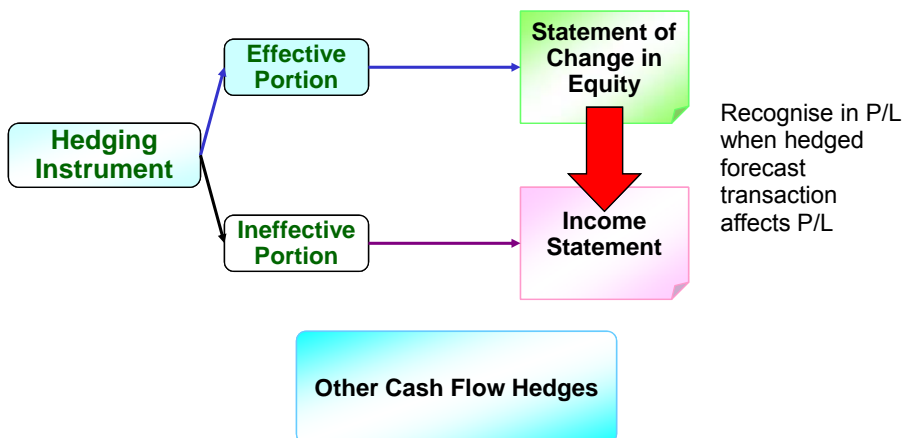 Statement of
Change in
Equity
Effective
Portion
Hedging
Instrument
Recognise in P/L
when hedged
forecast
transaction
affects P/L
Ineffective
Portion
Income
Statement
Other Cash Flow Hedges